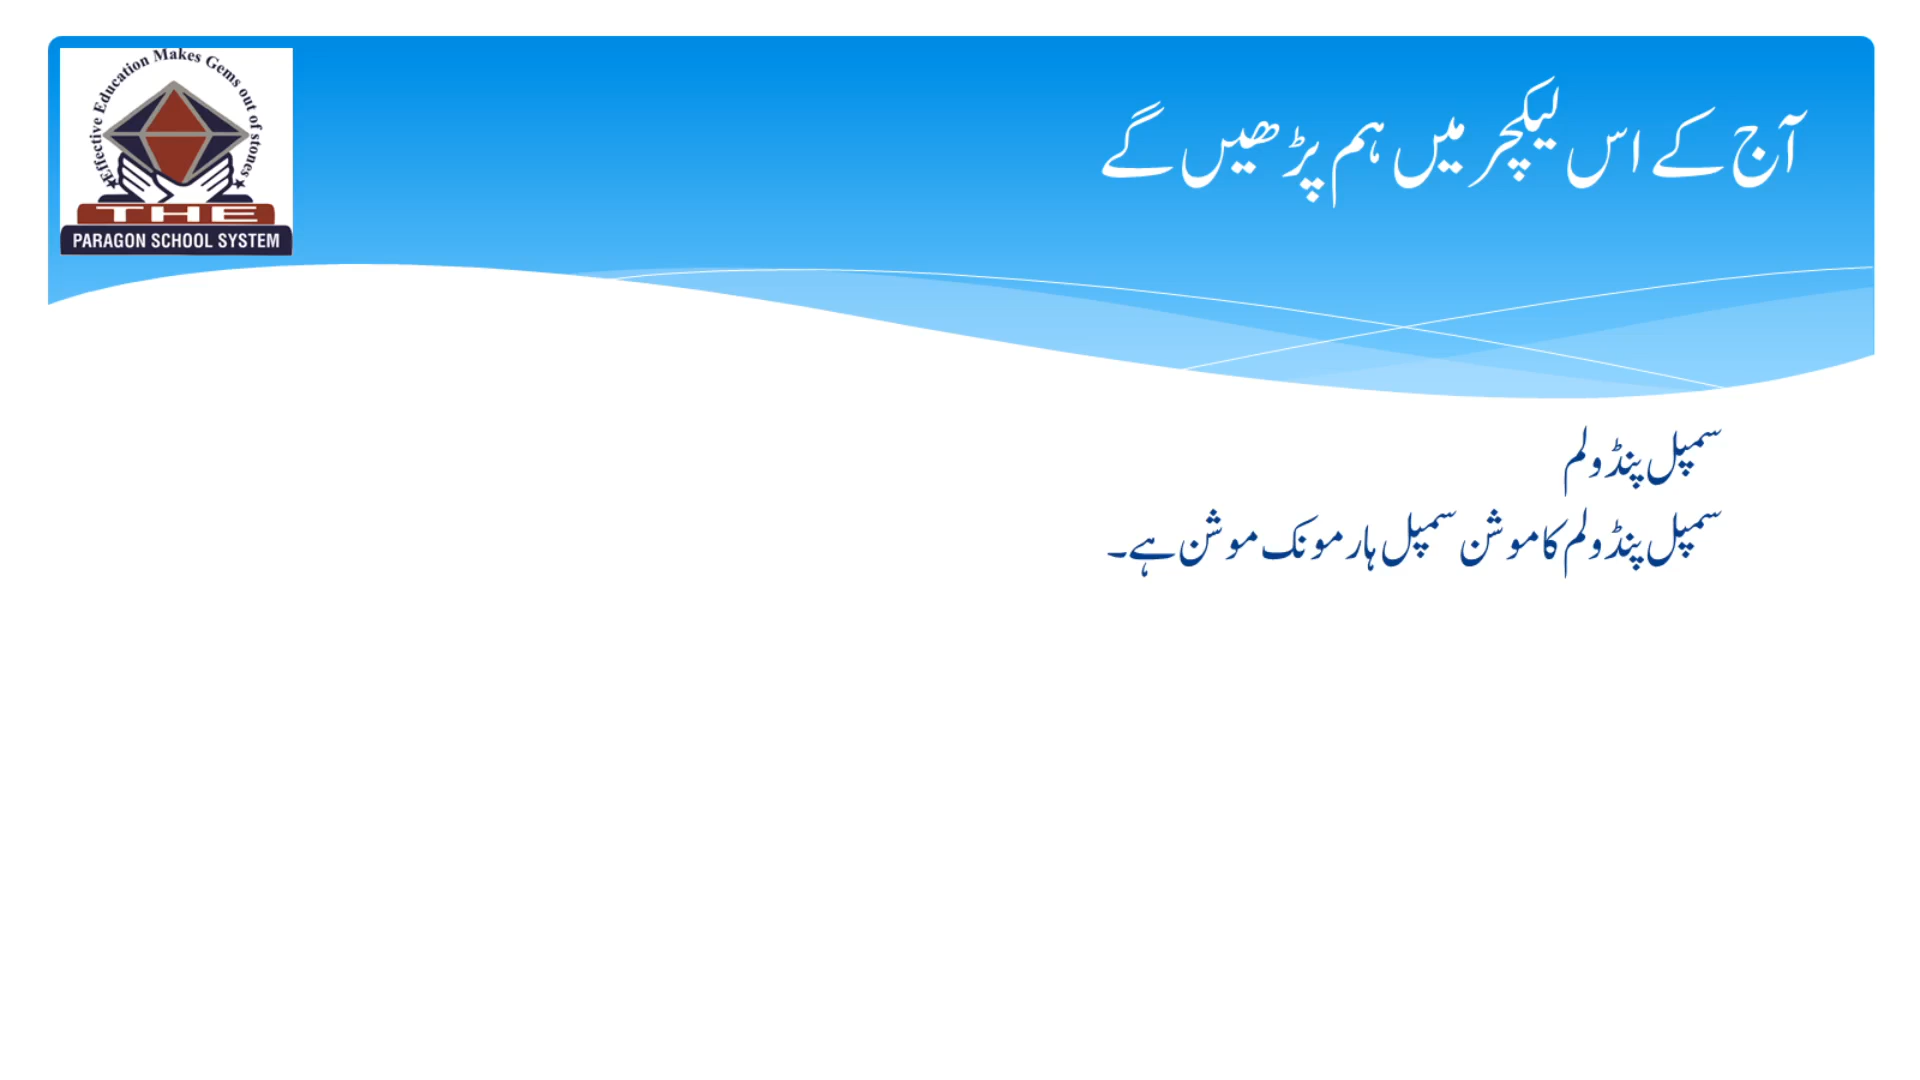 Effective Education Makes Gems out of stones
THE
PARAGON SCHOOL SYSTEM
آج کے اس لیکچر میں ہم پڑھیں گے
سمپل پنڈولم
سمپل پنڈولم کا موشن سمپل ہارمونک موشن ہے۔